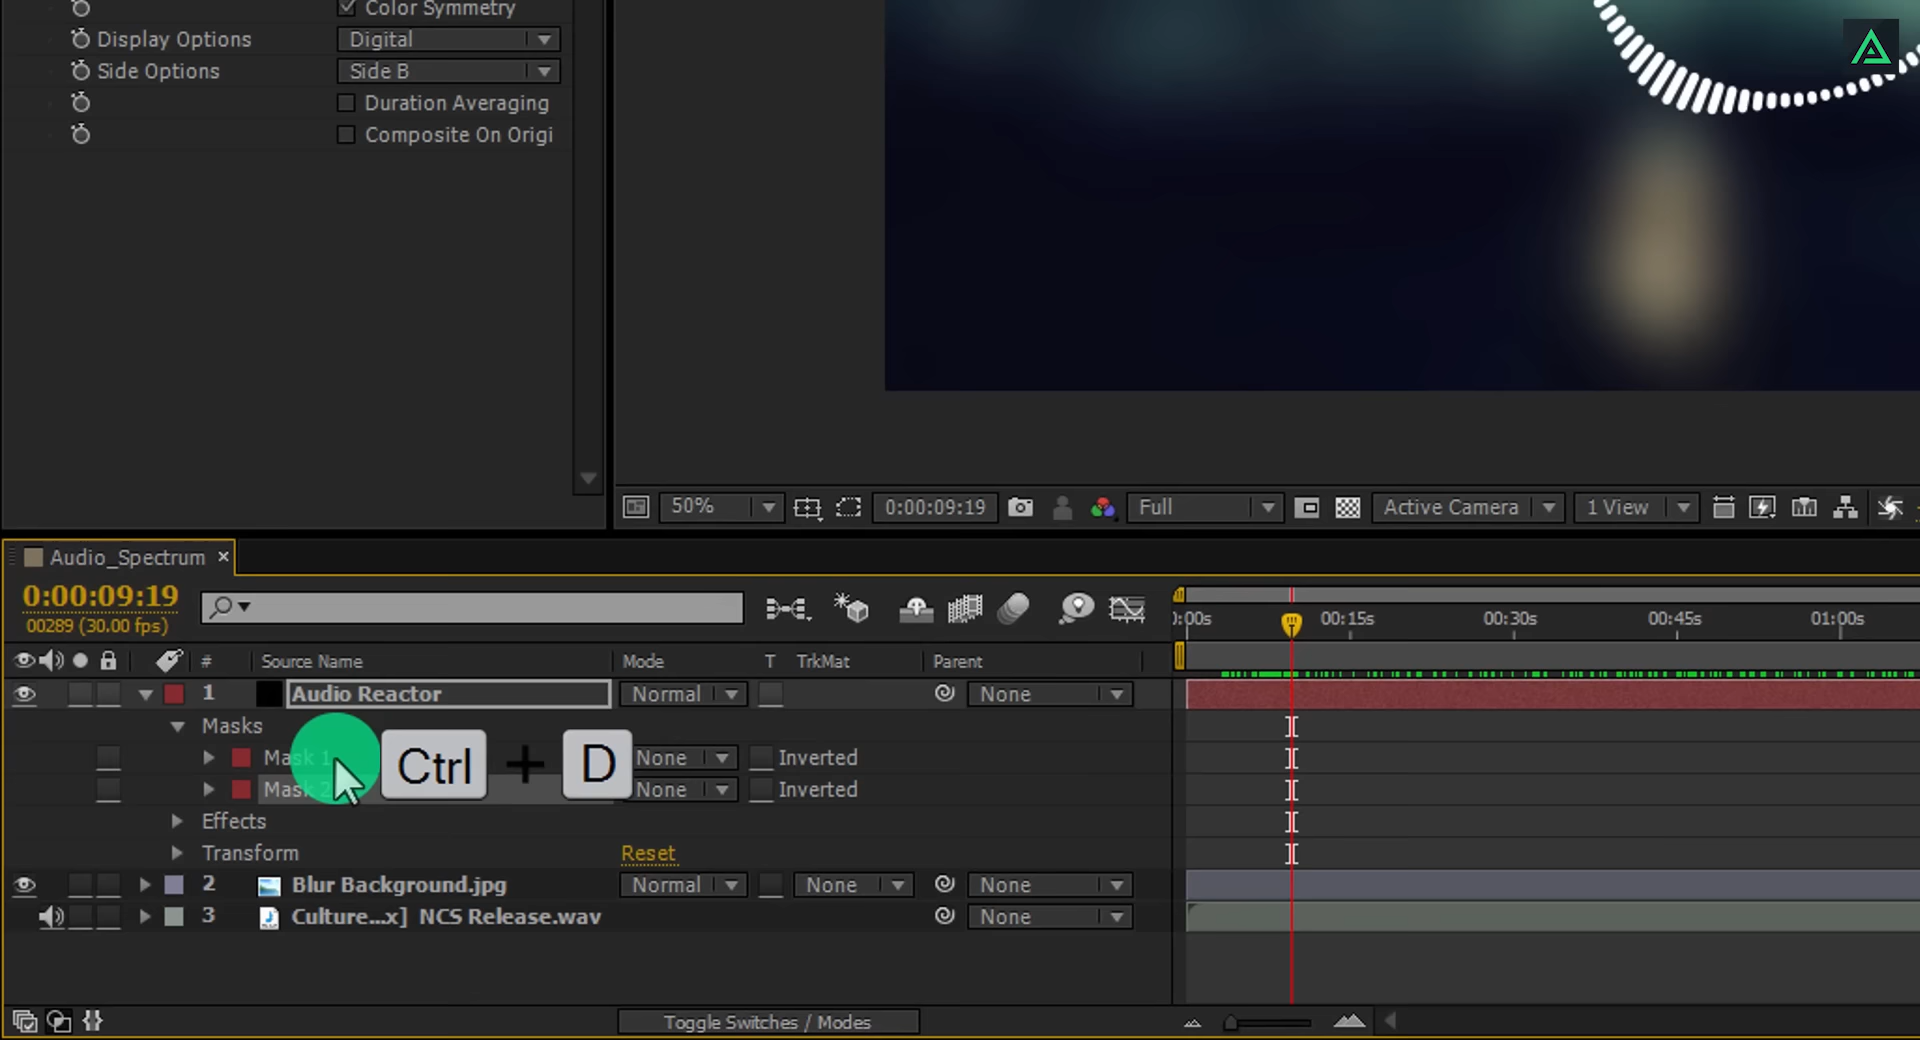 Color Symmetry
Display Options Digital
Side Options Side B
Duration Averaging
Composite On Origi
50% 0:00:09:19 Full Active Camera 1 View
Audio_Spectrum ×
0:00:09:19
00289 (30.00 fps)
):00s 00:15s 00:30s 00:45s 01:00s
# Source Name Mode T TrkMat Parent
1 Audio Reactor Normal None
Masks
Mask 1 Ctrl + D None Inverted
Mask 2 None Inverted
Effects
Transform Reset
2 Blur Background.jpg Normal None None
3 Culture...x] NCS Release.wav None
Toggle Switches / Modes